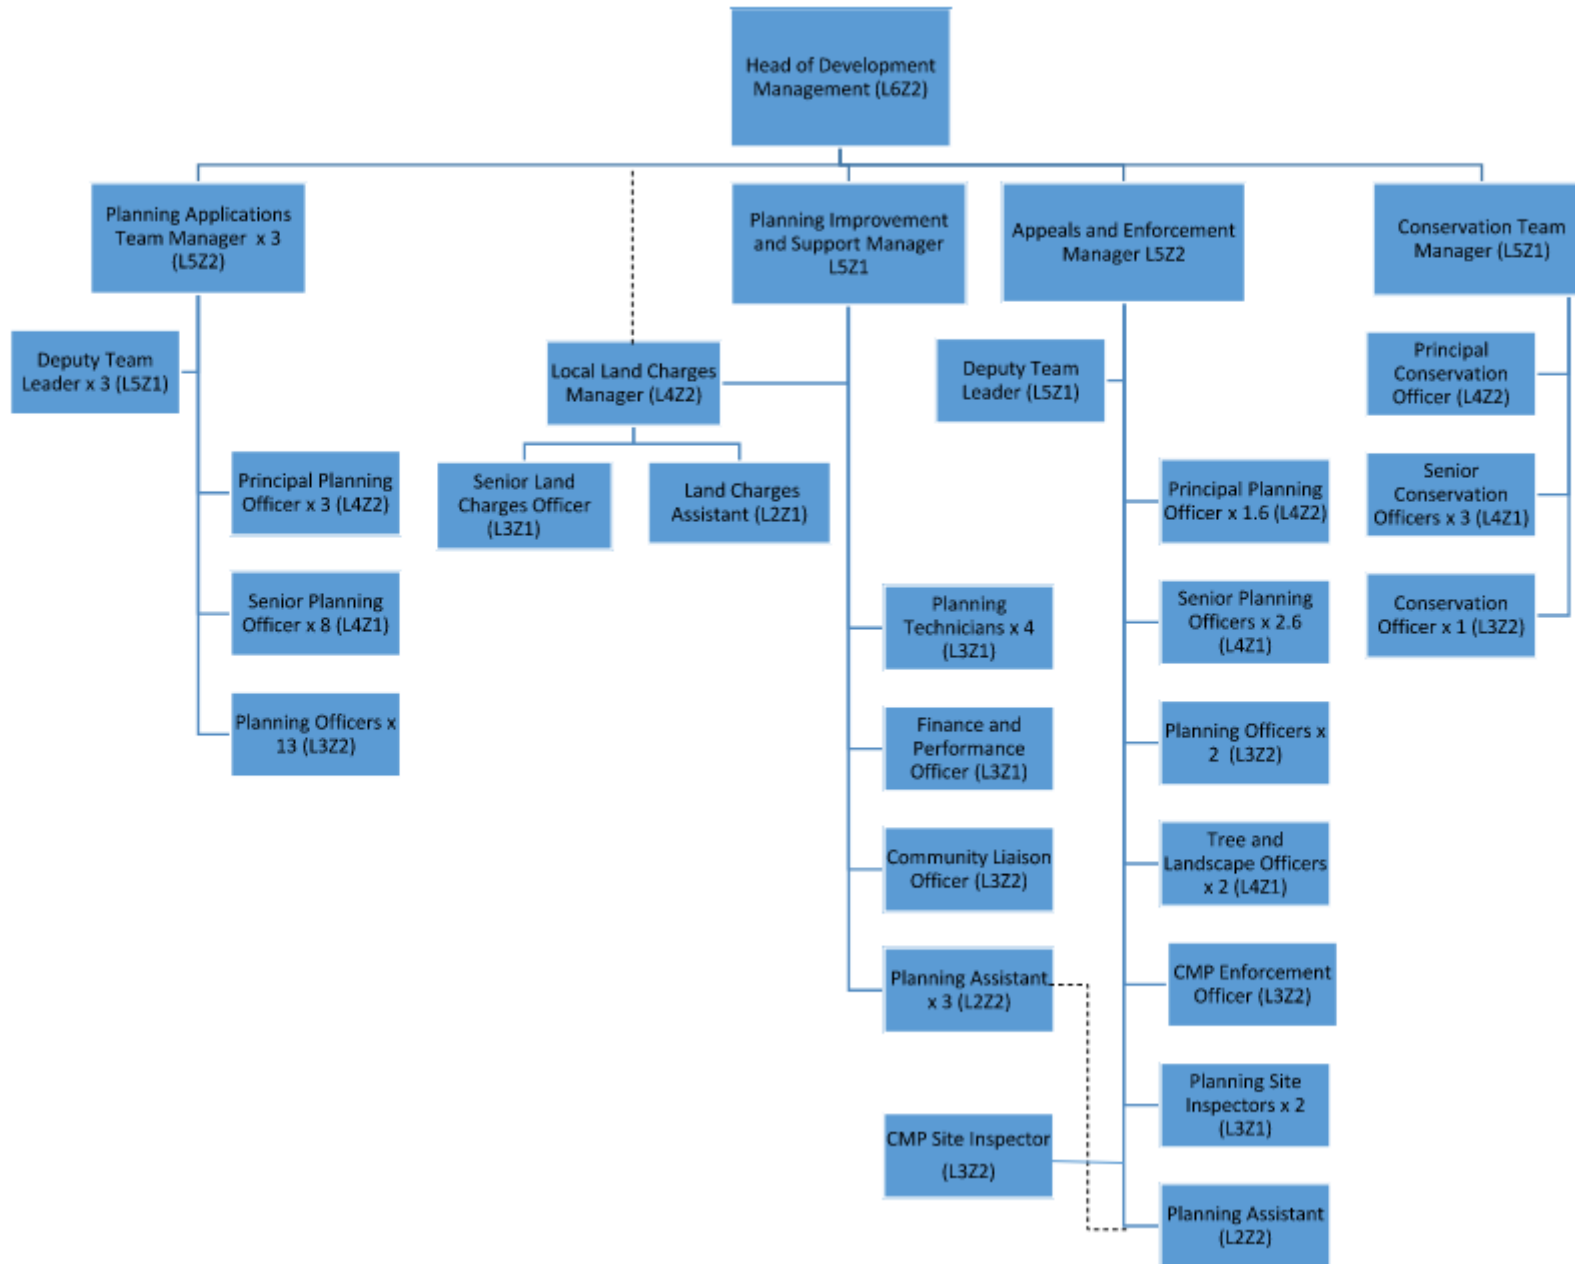 Head of Development
Management (L6Z2)
Planning Applications
Team Manager x 3
(L5Z2)
Planning Improvement
and Support Manager
L5Z1
Appeals and Enforcement
Manager L5Z2
Conservation Team
Manager (L5Z1)
Deputy Team
Leader x 3 (L5Z1)
Local Land Charges
Manager (L4Z2)
Deputy Team
Leader (L5Z1)
Principal
Conservation
Officer (L4Z2)
Principal Planning
Officer x 3 (L4Z2)
Senior Land
Charges Officer
(L3Z1)
Land Charges
Assistant (L2Z1)
Principal Planning
Officer x 1.6 (L4Z2)
Senior
Conservation
Officers x 3 (L4Z1)
Senior Planning
Officer x 8 (L4Z1)
Planning
Technicians x 4
(L3Z1)
Senior Planning
Officers x 2.6
(L4Z1)
Conservation
Officer x 1 (L3Z2)
Planning Officers x
13 (L3Z2)
Finance and
Performance
Officer (L3Z1)
Planning Officers x
2 (L3Z2)
Community Liaison
Officer (L3Z2)
Tree and
Landscape Officers
x 2 (L4Z1)
Planning Assistant
x 3 (L2Z2)
CMP Enforcement
Officer (L3Z2)
Planning Site
Inspectors x 2
(L3Z1)
CMP Site Inspector
(L3Z2)
Planning Assistant
(L2Z2)